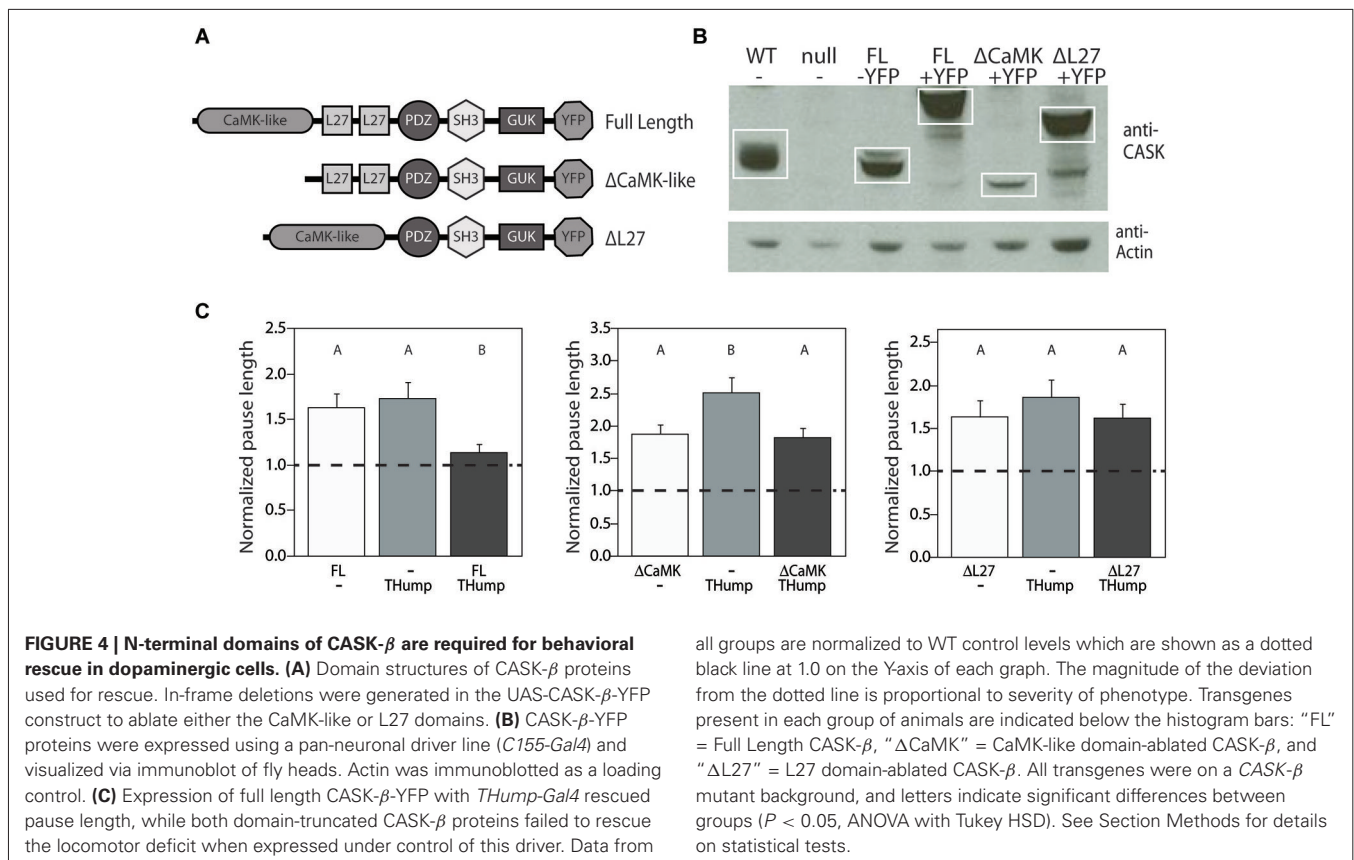 A
CaMK-like L27 L27 PDZ SH3 GUK YFP Full Length
L27 L27 PDZ SH3 GUK YFP ΔCaMK-like
CaMK-like PDZ SH3 GUK YFP ΔL27
B
WT null FL FL ΔCaMK ΔL27
- - -YFP +YFP +YFP +YFP
anti-
CASK
anti-
Actin
C
Normalized pause length
2.5
2.0
1.5
1.0
0.5
0.0
A A B
FL - FL
- THump THump
Normalized pause length
3.5
3.0
2.5
2.0
1.5
1.0
0.5
0.0
A B A
ΔCaMK - ΔCaMK
- THump THump
Normalized pause length
2.5
2.0
1.5
1.0
0.5
0.0
A A A
ΔL27 - ΔL27
- THump THump
FIGURE 4 | N-terminal domains of CASK-β are required for behavioral
rescue in dopaminergic cells. (A) Domain structures of CASK-β proteins
used for rescue. In-frame deletions were generated in the UAS-CASK-β-YFP
construct to ablate either the CaMK-like or L27 domains. (B) CASK-β-YFP
proteins were expressed using a pan-neuronal driver line (C155-Gal4) and
visualized via immunoblot of fly heads. Actin was immunoblotted as a loading
control. (C) Expression of full length CASK-β-YFP with THump-Gal4 rescued
pause length, while both domain-truncated CASK-β proteins failed to rescue
the locomotor deficit when expressed under control of this driver. Data from
all groups are normalized to WT control levels which are shown as a dotted
black line at 1.0 on the Y-axis of each graph. The magnitude of the deviation
from the dotted line is proportional to severity of phenotype. Transgenes
present in each group of animals are indicated below the histogram bars: "FL"
= Full Length CASK-β, "ΔCaMK" = CaMK-like domain-ablated CASK-β, and
"ΔL27" = L27 domain-ablated CASK-β. All transgenes were on a CASK-β
mutant background, and letters indicate significant differences between
groups (P < 0.05, ANOVA with Tukey HSD). See Section Methods for details
on statistical tests.